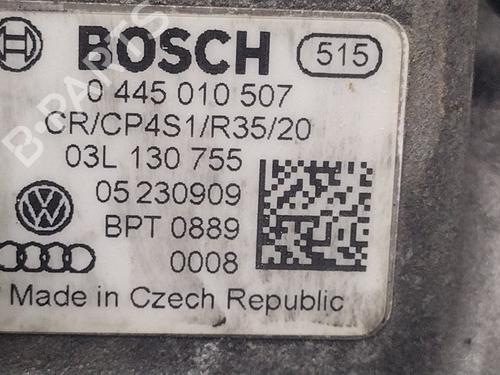 BOSCH 515
0 445 010 507
CR/CP4S1/R35/20
03L 130 755
05 230909
BPT 0889
0008
Made in Czech Republic
B-PARTS